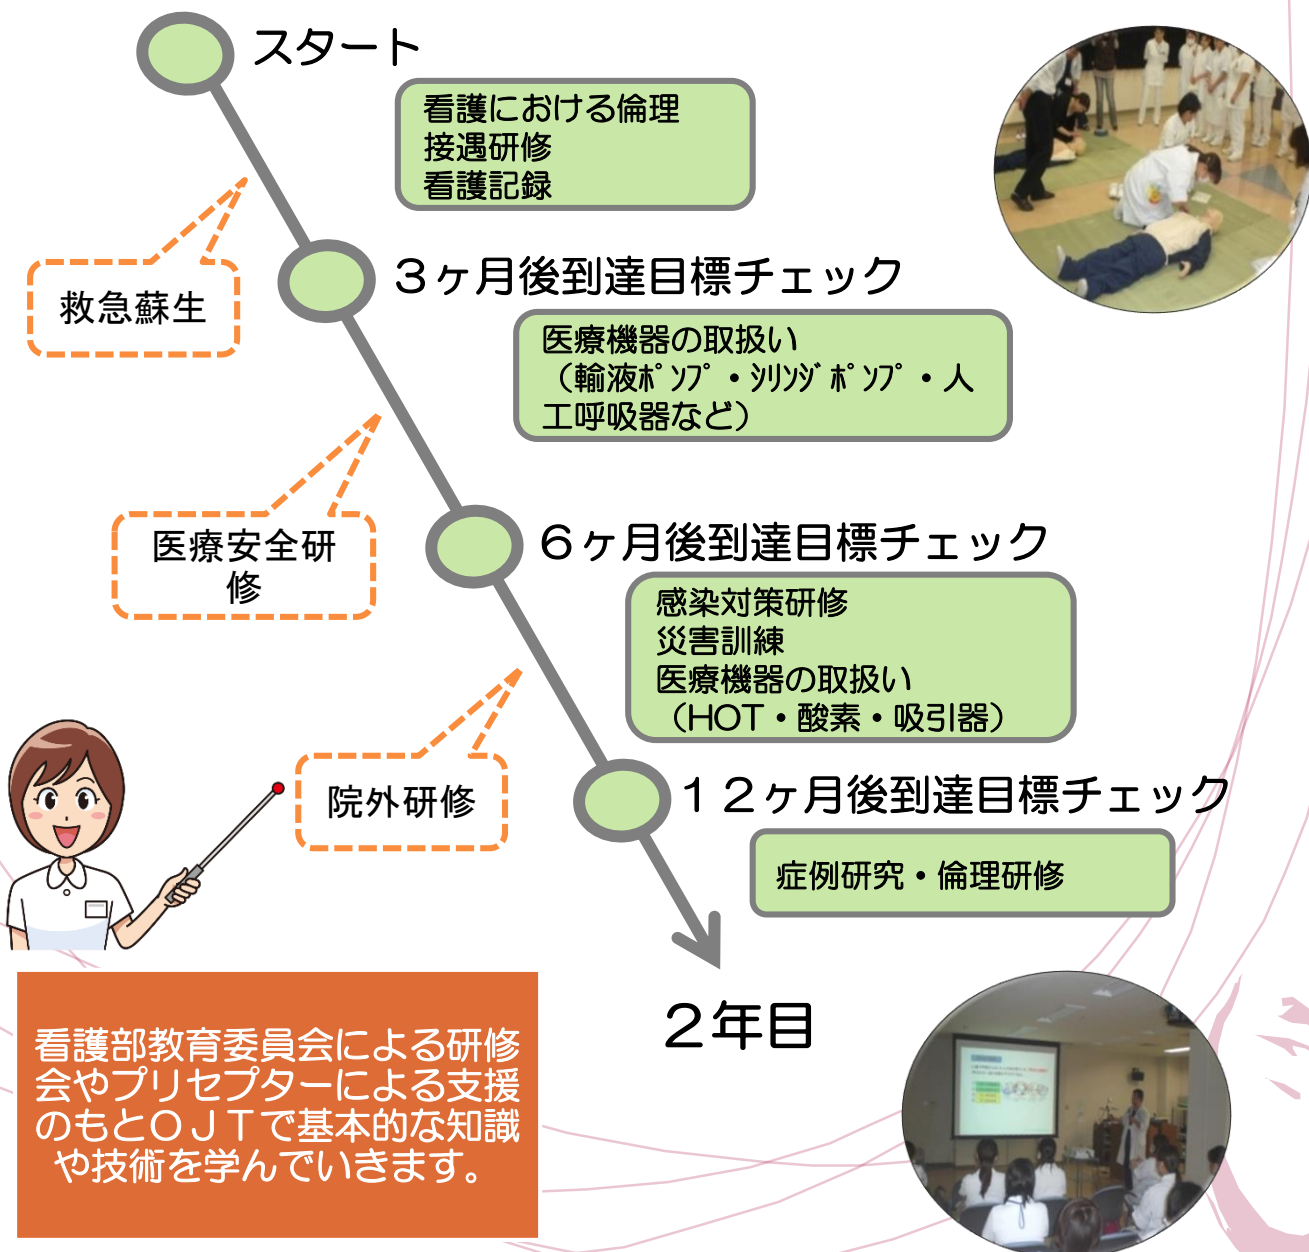 スタート
看護における倫理
接遇研修
看護記録
救急蘇生
３ヶ月後到達目標チェック
医療機器の取扱い
（輸液ﾎﾟﾝﾌﾟ・ｼﾘﾝｼﾞﾎﾟﾝﾌﾟ・人
工呼吸器など）
医療安全研
修
６ヶ月後到達目標チェック
感染対策研修
災害訓練
医療機器の取扱い
（HOT・酸素・吸引器）
院外研修
１２ヶ月後到達目標チェック
症例研究・倫理研修
２年目
看護部教育委員会による研修
会やプリセプターによる支援
のもとＯＪＴで基本的な知識
や技術を学んでいきます。